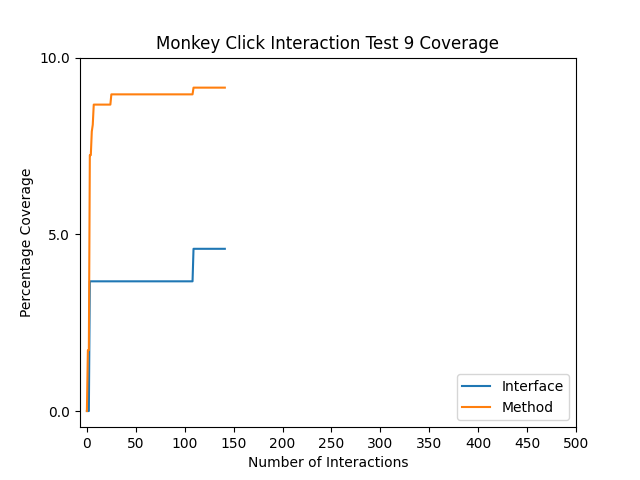 Monkey Click Interaction Test 9 Coverage
10.0
5.0
0.0
Percentage Coverage
Interface
Method
0 50 100 150 200 250 300 350 400 450 500
Number of Interactions